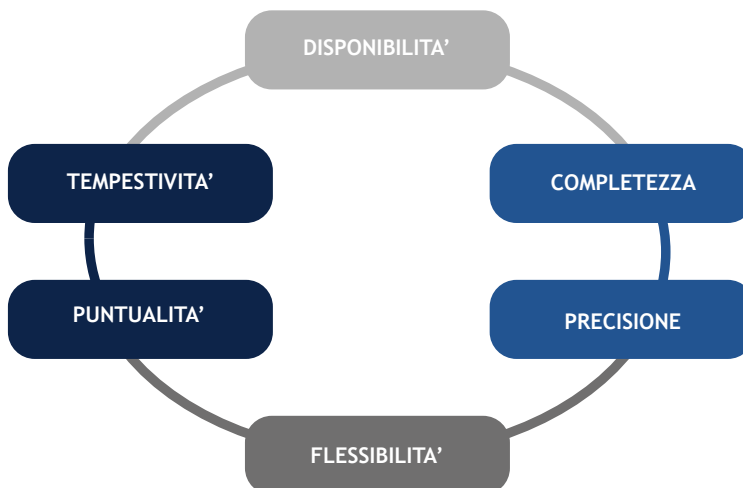 DISPONIBILITA’
TEMPESTIVITA’
COMPLETEZZA
PUNTUALITA’
PRECISIONE
FLESSIBILITA’